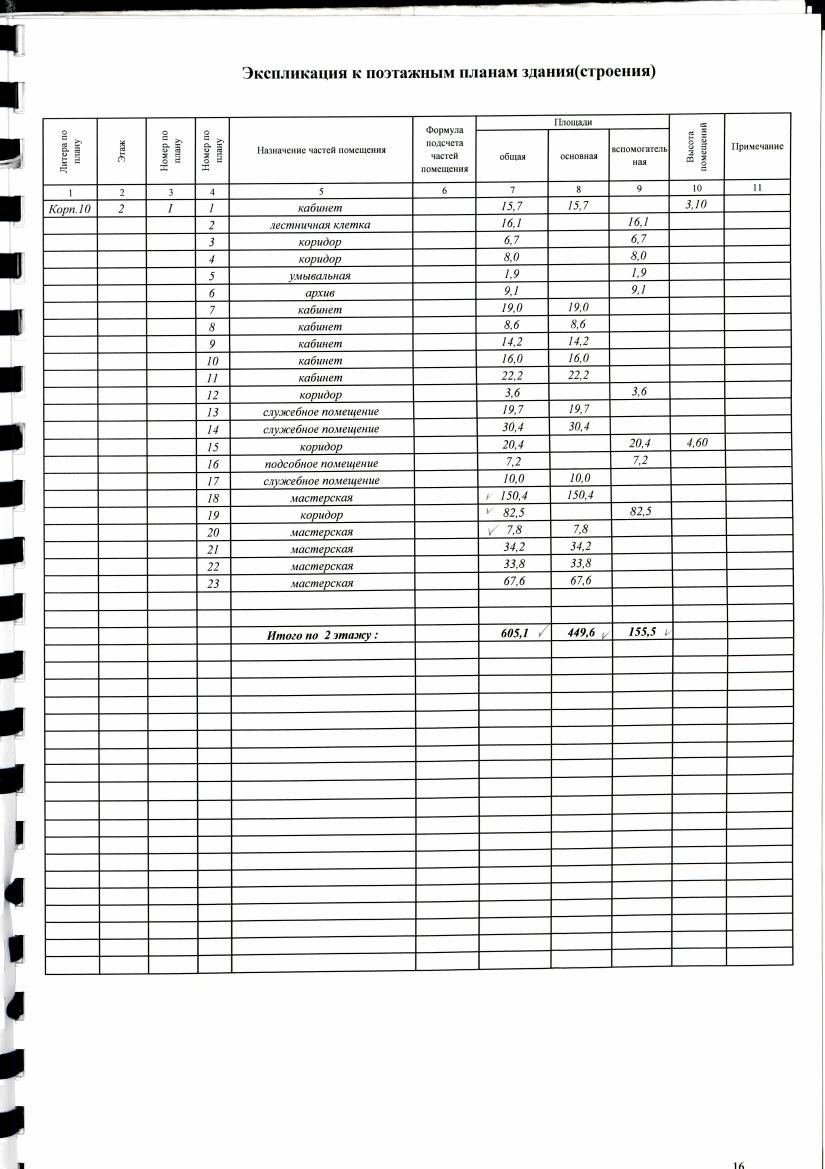 Экспликация к поэтажным планам здания(строения)
Литера по плану | Этаж | Номер по плану | Номер по плану | Назначение частей помещения | Формула подсчета частей помещения | Площади | Высота помещений | Примечание
общая | основная | вспомогатель ная
1 | 2 | 3 | 4 | 5 | 6 | 7 | 8 | 9 | 10 | 11
Корп.10 | 2 | I | 1 | кабинет | 15,7 | 15,7 | 3,10
2 | лестничная клетка | 16,1 | 16,1
3 | коридор | 6,7 | 6,7
4 | коридор | 8,0 | 8,0
5 | умывальная | 1,9 | 1,9
6 | архив | 9,1 | 9,1
7 | кабинет | 19,0 | 19,0
8 | кабинет | 8,6 | 8,6
9 | кабинет | 14,2 | 14,2
10 | кабинет | 16,0 | 16,0
11 | кабинет | 22,2 | 22,2
12 | коридор | 3,6 | 3,6
13 | служебное помещение | 19,7 | 19,7
14 | служебное помещение | 30,4 | 30,4
15 | коридор | 20,4 | 20,4 | 4,60
16 | подсобное помещение | 7,2 | 7,2
17 | служебное помещение | 10,0 | 10,0
18 | мастерская | 150,4 | 150,4
19 | коридор | 82,5 | 82,5
20 | мастерская | 7,8 | 7,8
21 | мастерская | 34,2 | 34,2
22 | мастерская | 33,8 | 33,8
23 | мастерская | 67,6 | 67,6
Итого по 2 этажу : | 605,1 | 449,6 | 155,5
16